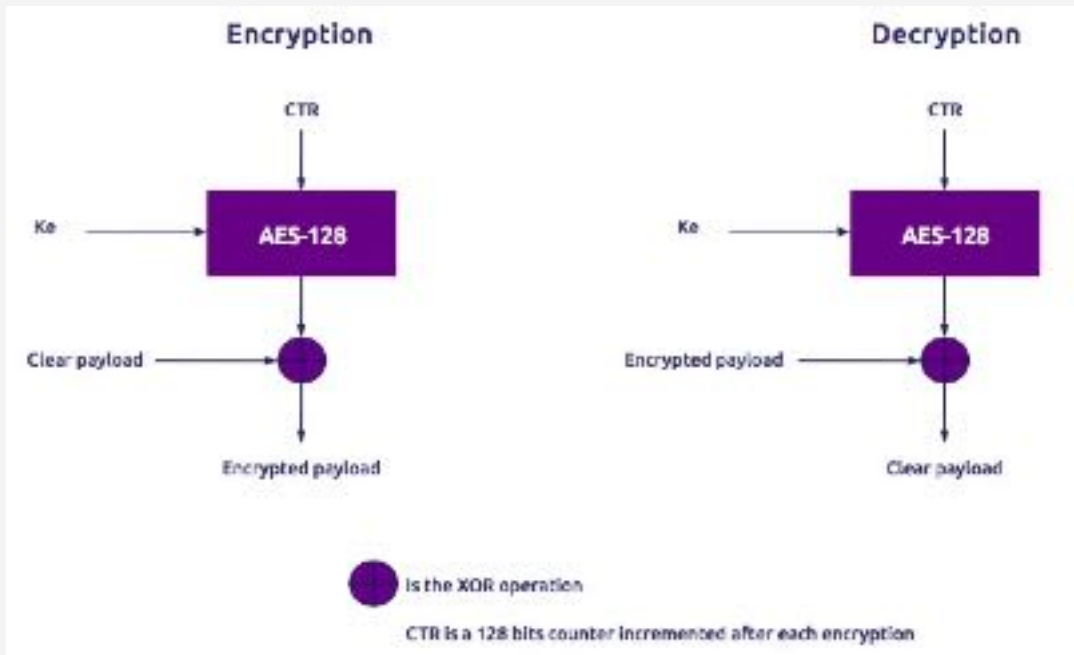 Encryption
Decryption
CTR
CTR
Ke
AES-128
Ke
AES-128
Clear payload
Encrypted payload
Encrypted payload
Clear payload
Is the XOR operation
CTR is a 128 bits counter incremented after each encryption